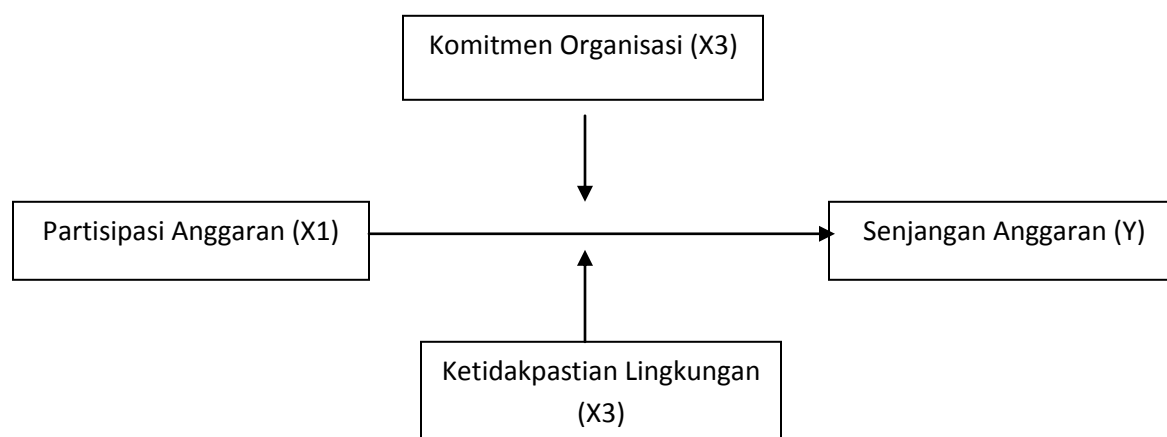 Komitmen Organisasi (X3)
Partisipasi Anggaran (X1)
Senjangan Anggaran (Y)
Ketidakpastian Lingkungan
(X3)